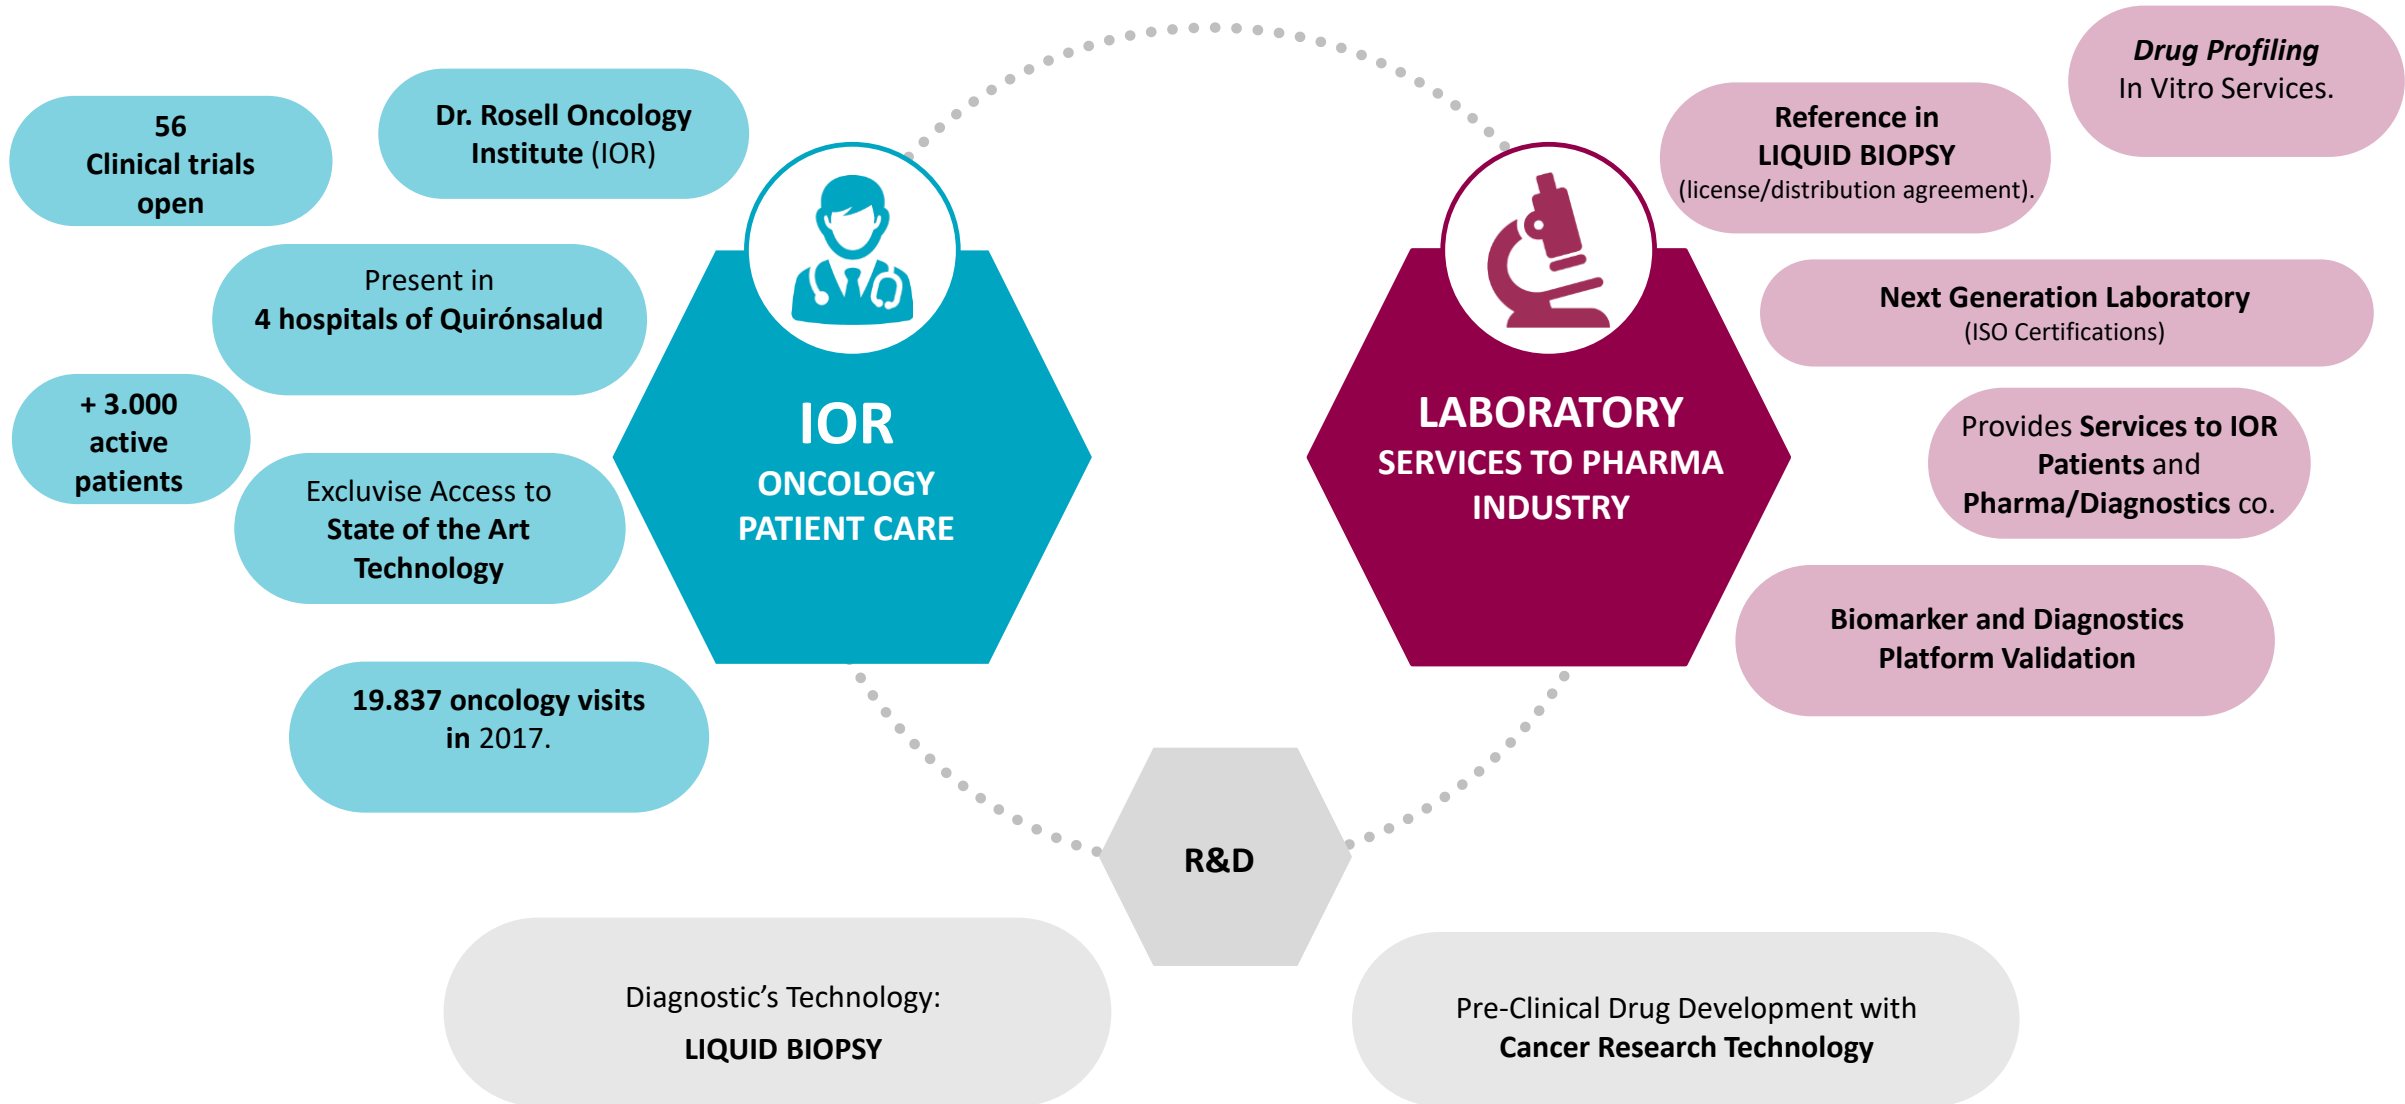 56
Clinical trials
open
Dr. Rosell Oncology
Institute (IOR)
Present in
4 hospitals of Quirónsalud
+ 3.000
active
patients
Excluvise Access to
State of the Art
Technology
19.837 oncology visits
in 2017.
IOR
ONCOLOGY
PATIENT CARE
LABORATORY
SERVICES TO PHARMA
INDUSTRY
Drug Profiling
In Vitro Services.
Reference in
LIQUID BIOPSY
(license/distribution agreement).
Next Generation Laboratory
(ISO Certifications)
Provides Services to IOR
Patients and
Pharma/Diagnostics co.
Biomarker and Diagnostics
Platform Validation
R&D
Diagnostic’s Technology:
LIQUID BIOPSY
Pre-Clinical Drug Development with
Cancer Research Technology